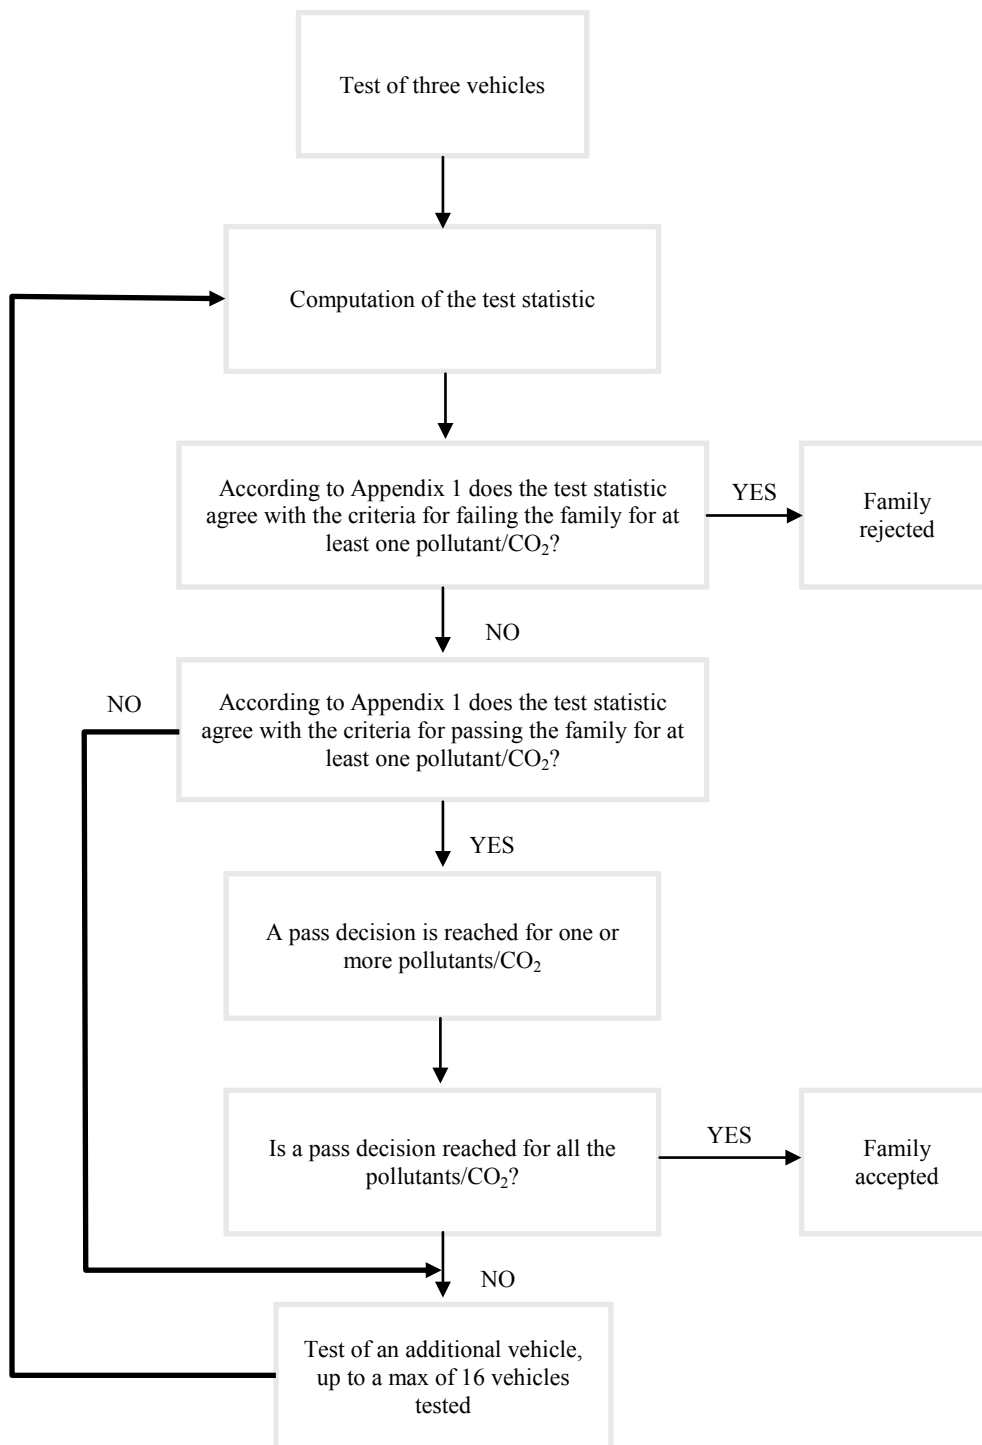 Test of three vehicles
Computation of the test statistic
According to Appendix 1 does the test statistic
agree with the criteria for failing the family for at
least one pollutant/CO₂?
YES
Family
rejected
NO
NO
According to Appendix 1 does the test statistic
agree with the criteria for passing the family for at
least one pollutant/CO₂?
YES
A pass decision is reached for one or
more pollutants/CO₂
Is a pass decision reached for all the
pollutants/CO₂?
YES
Family
accepted
NO
Test of an additional vehicle,
up to a max of 16 vehicles
tested